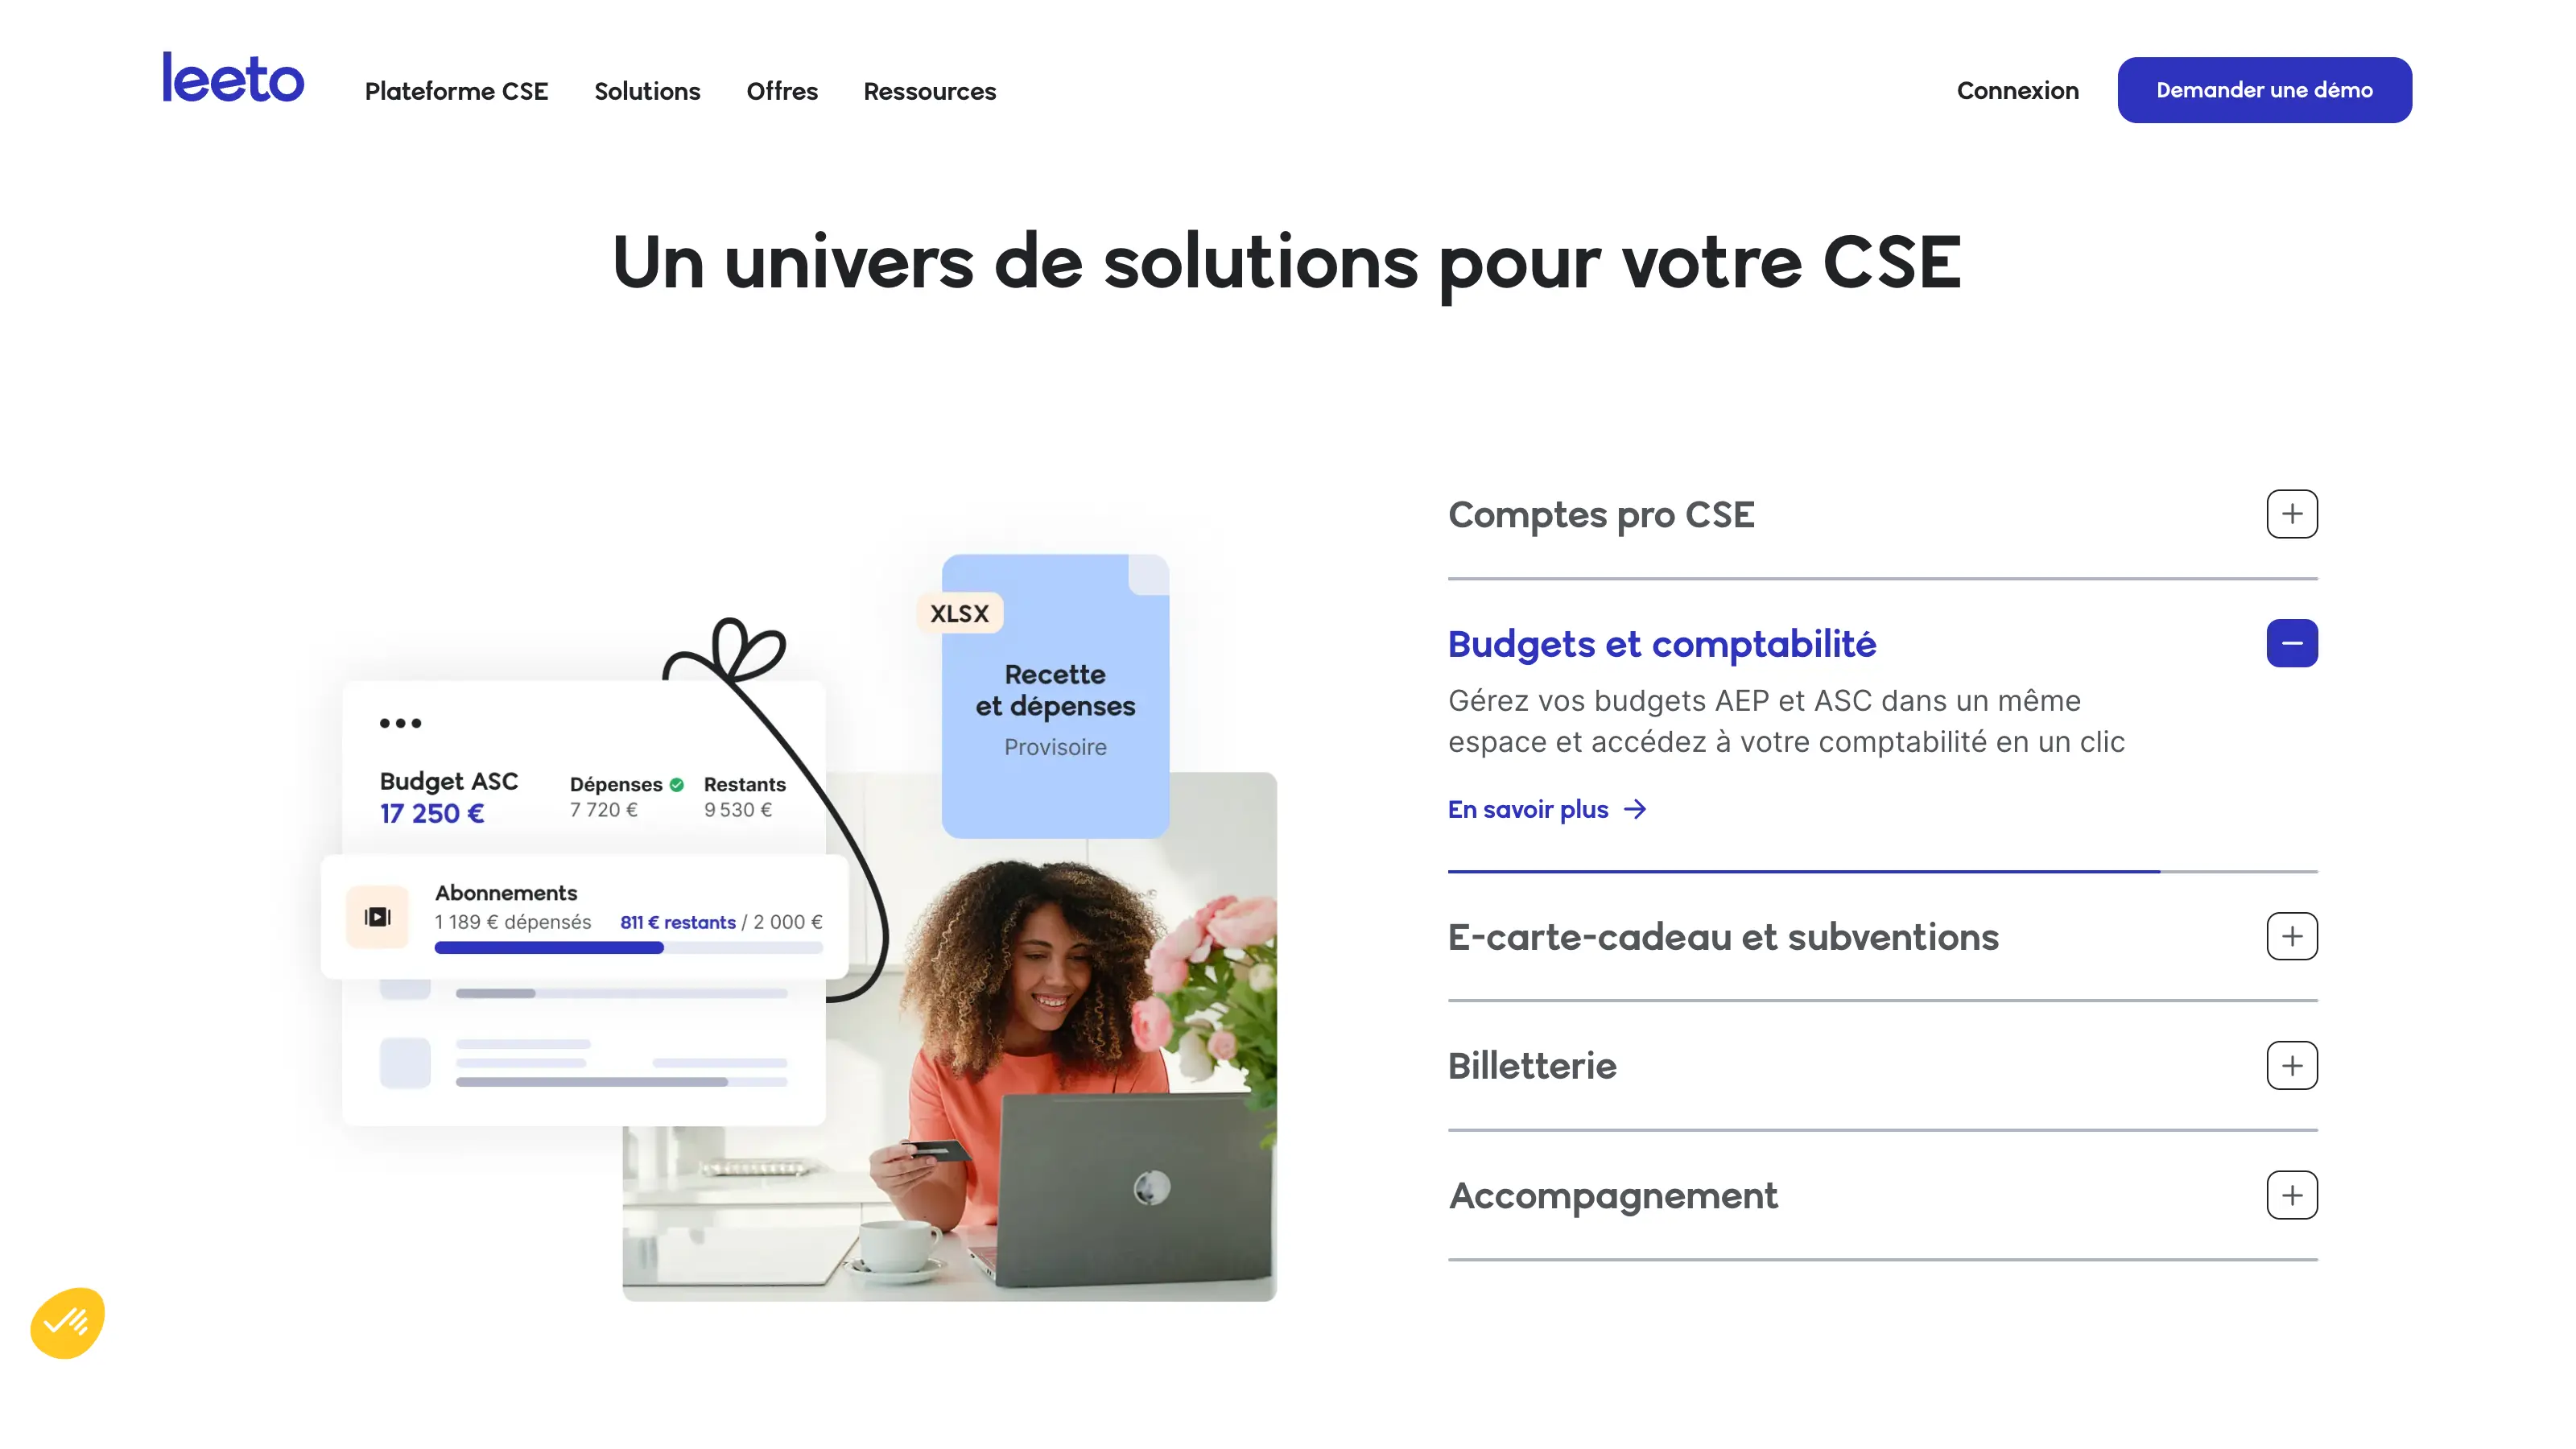 leeto
Plateforme CSE
Solutions
Offres
Ressources
Connexion
Demander une démo
Un univers de solutions pour votre CSE
XLSX
Recette
et dépenses
Provisoire
Budget ASC
17 250 €
Dépenses
7 720 €
Restants
9 530 €
Abonnements
1 189 € dépensés
811 € restants / 2 000 €
Comptes pro CSE
Budgets et comptabilité
Gérez vos budgets AEP et ASC dans un même
espace et accédez à votre comptabilité en un clic
En savoir plus
E-carte-cadeau et subventions
Billetterie
Accompagnement